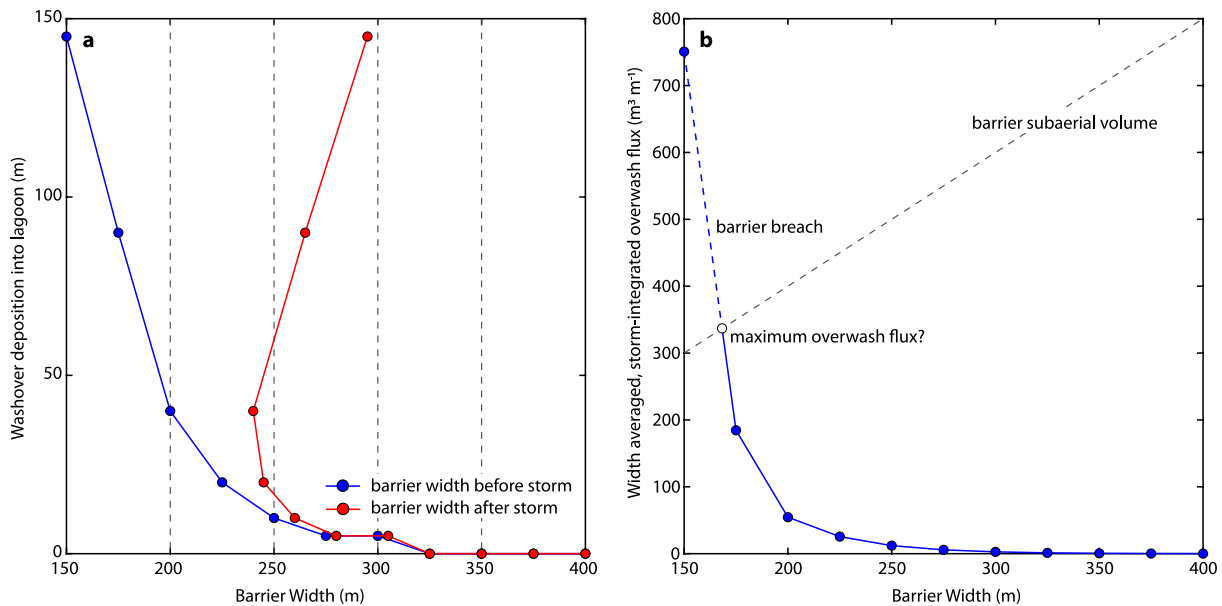 a
150
100
50
0
Washover deposition into lagoon (m)
barrier width before storm
barrier width after storm
150
200
250
300
350
400
Barrier Width (m)
b
800
700
600
500
400
300
200
100
0
Width averaged, storm-integrated overwash flux (m³ m⁻¹)
barrier subaerial volume
barrier breach
maximum overwash flux?
150
200
250
300
350
400
Barrier Width (m)